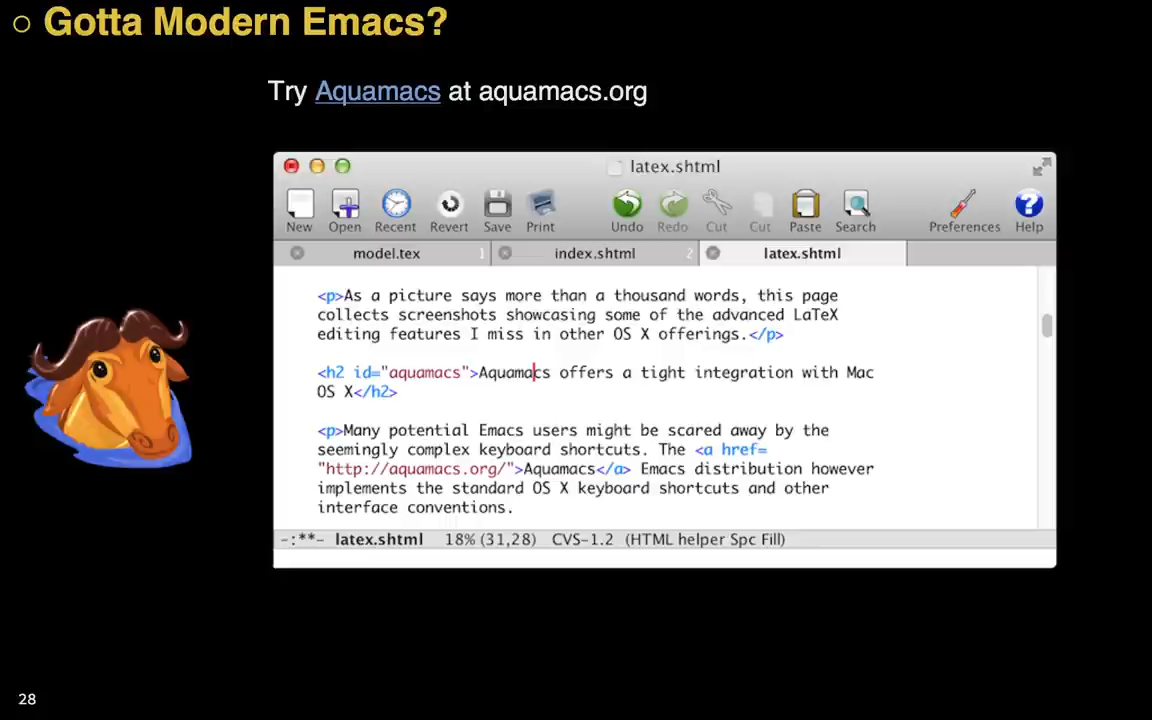 ○ Gotta Modern Emacs?
Try Aquamacs at aquamacs.org
latex.shtml
New Open Recent Revert Save Print Undo Redo Cut Cut Paste Search Preferences Help
model.tex 1 index.shtml 2 latex.shtml
<p>As a picture says more than a thousand words, this page
collects screenshots showcasing some of the advanced LaTeX
editing features I miss in other OS X offerings.</p>
<h2 id="aquamacs">Aquamacs offers a tight integration with Mac
OS X</h2>
<p>Many potential Emacs users might be scared away by the
seemingly complex keyboard shortcuts. The <a href=
"http://aquamacs.org/">Aquamacs</a> Emacs distribution however
implements the standard OS X keyboard shortcuts and other
interface conventions.
-:**- latex.shtml 18% (31,28) CVS-1.2 (HTML helper Spc Fill)
28